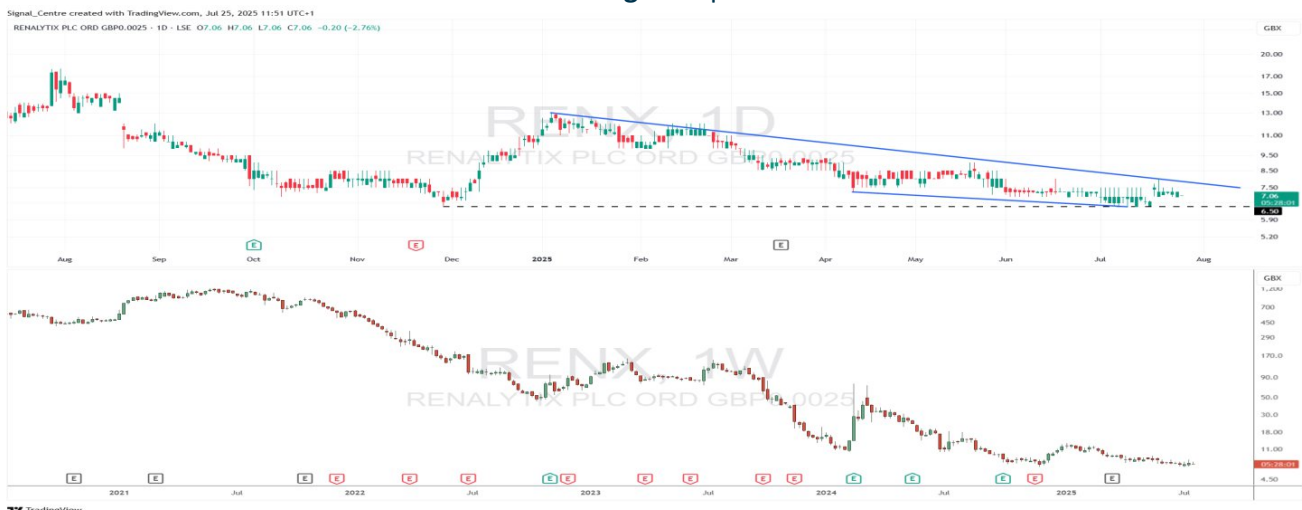 Signal_Centre created with TradingView.com, Jul 25, 2025 11:51 UTC+1
RENALYTIX PLC ORD GBP0.0025 · 1D · LSE O7.06 H7.06 L7.06 C7.06 −0.20 (−2.76%)
GBX
20.00
17.00
15.00
13.00
11.00
9.50
8.50
7.50
7.06
05:28:01
6.50
5.90
5.20
RENX, 1D
RENALYTIX PLC ORD GBP0.0025
E E E
Aug Sep Oct Nov Dec 2025 Feb Mar Apr May Jun Jul Aug
GBX
1,200
700
450
290
170.0
90.0
50.0
30.0
18.00
11.00
05:28:01
4.50
RENX, 1W
RENALYTIX PLC ORD GBP0.0025
E E E E E E E E E E E E E E E E E
2021 Jul 2022 Jul 2023 Jul 2024 Jul 2025 Jul
TradingView